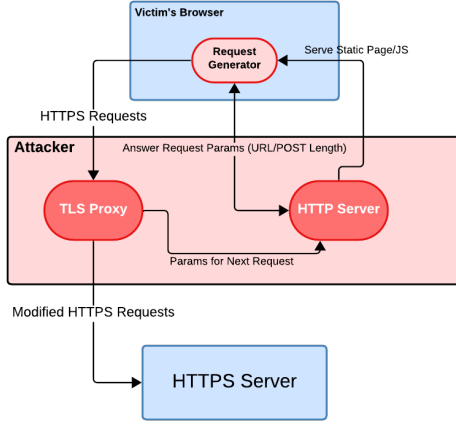 Victim's Browser
Request
Generator
Serve Static Page/JS
HTTPS Requests
Attacker
Answer Request Params (URL/POST Length)
TLS Proxy
HTTP Server
Params for Next Request
Modified HTTPS Requests
HTTPS Server